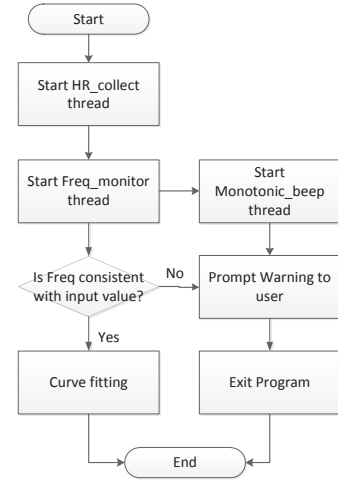 Start
Start HR_collect
thread
Start Freq_monitor
thread
Start
Monotonic_beep
thread
Is Freq consistent
with input value?
No
Prompt Warning to
user
Yes
Curve fitting
Exit Program
End